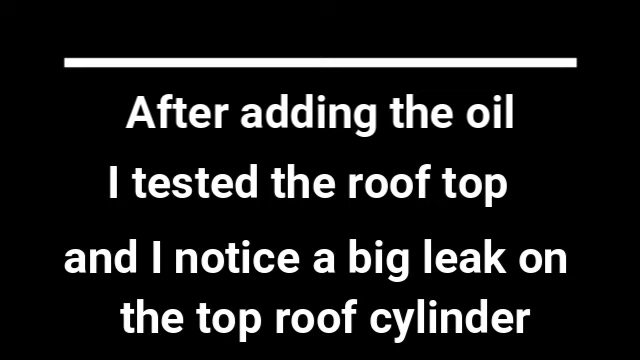 After adding the oil
I tested the roof top
and I notice a big leak on
the top roof cylinder